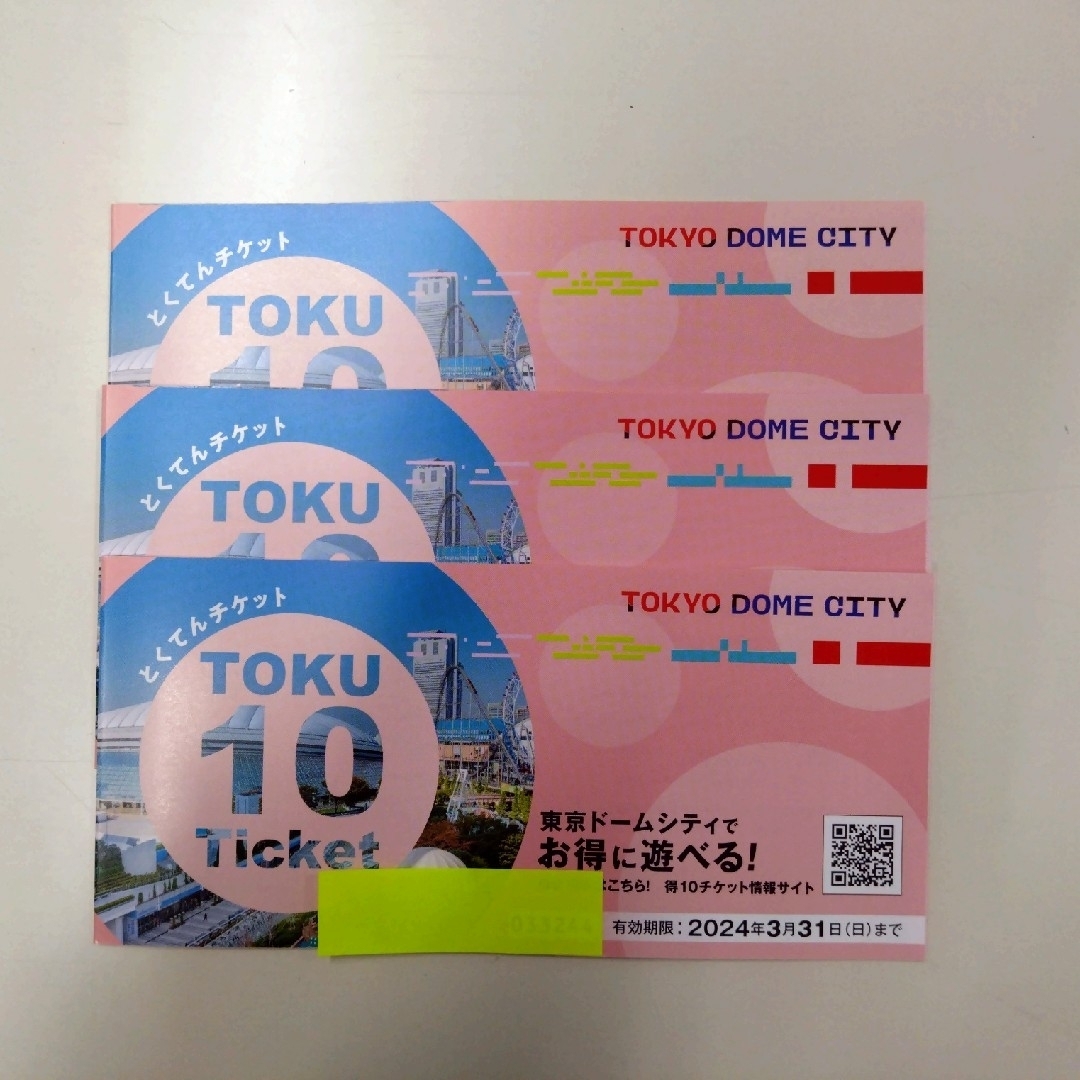 とくてんチケット
TOKU
10
TOKYO DOME CITY
とくてんチケット
TOKU
10
TOKYO DOME CITY
とくてんチケット
TOKU
10
Ticket
TOKYO DOME CITY
東京ドームシティで
お得に遊べる!
こちら! 得10チケット情報サイト
有効期限:2024年3月31日(日)まで